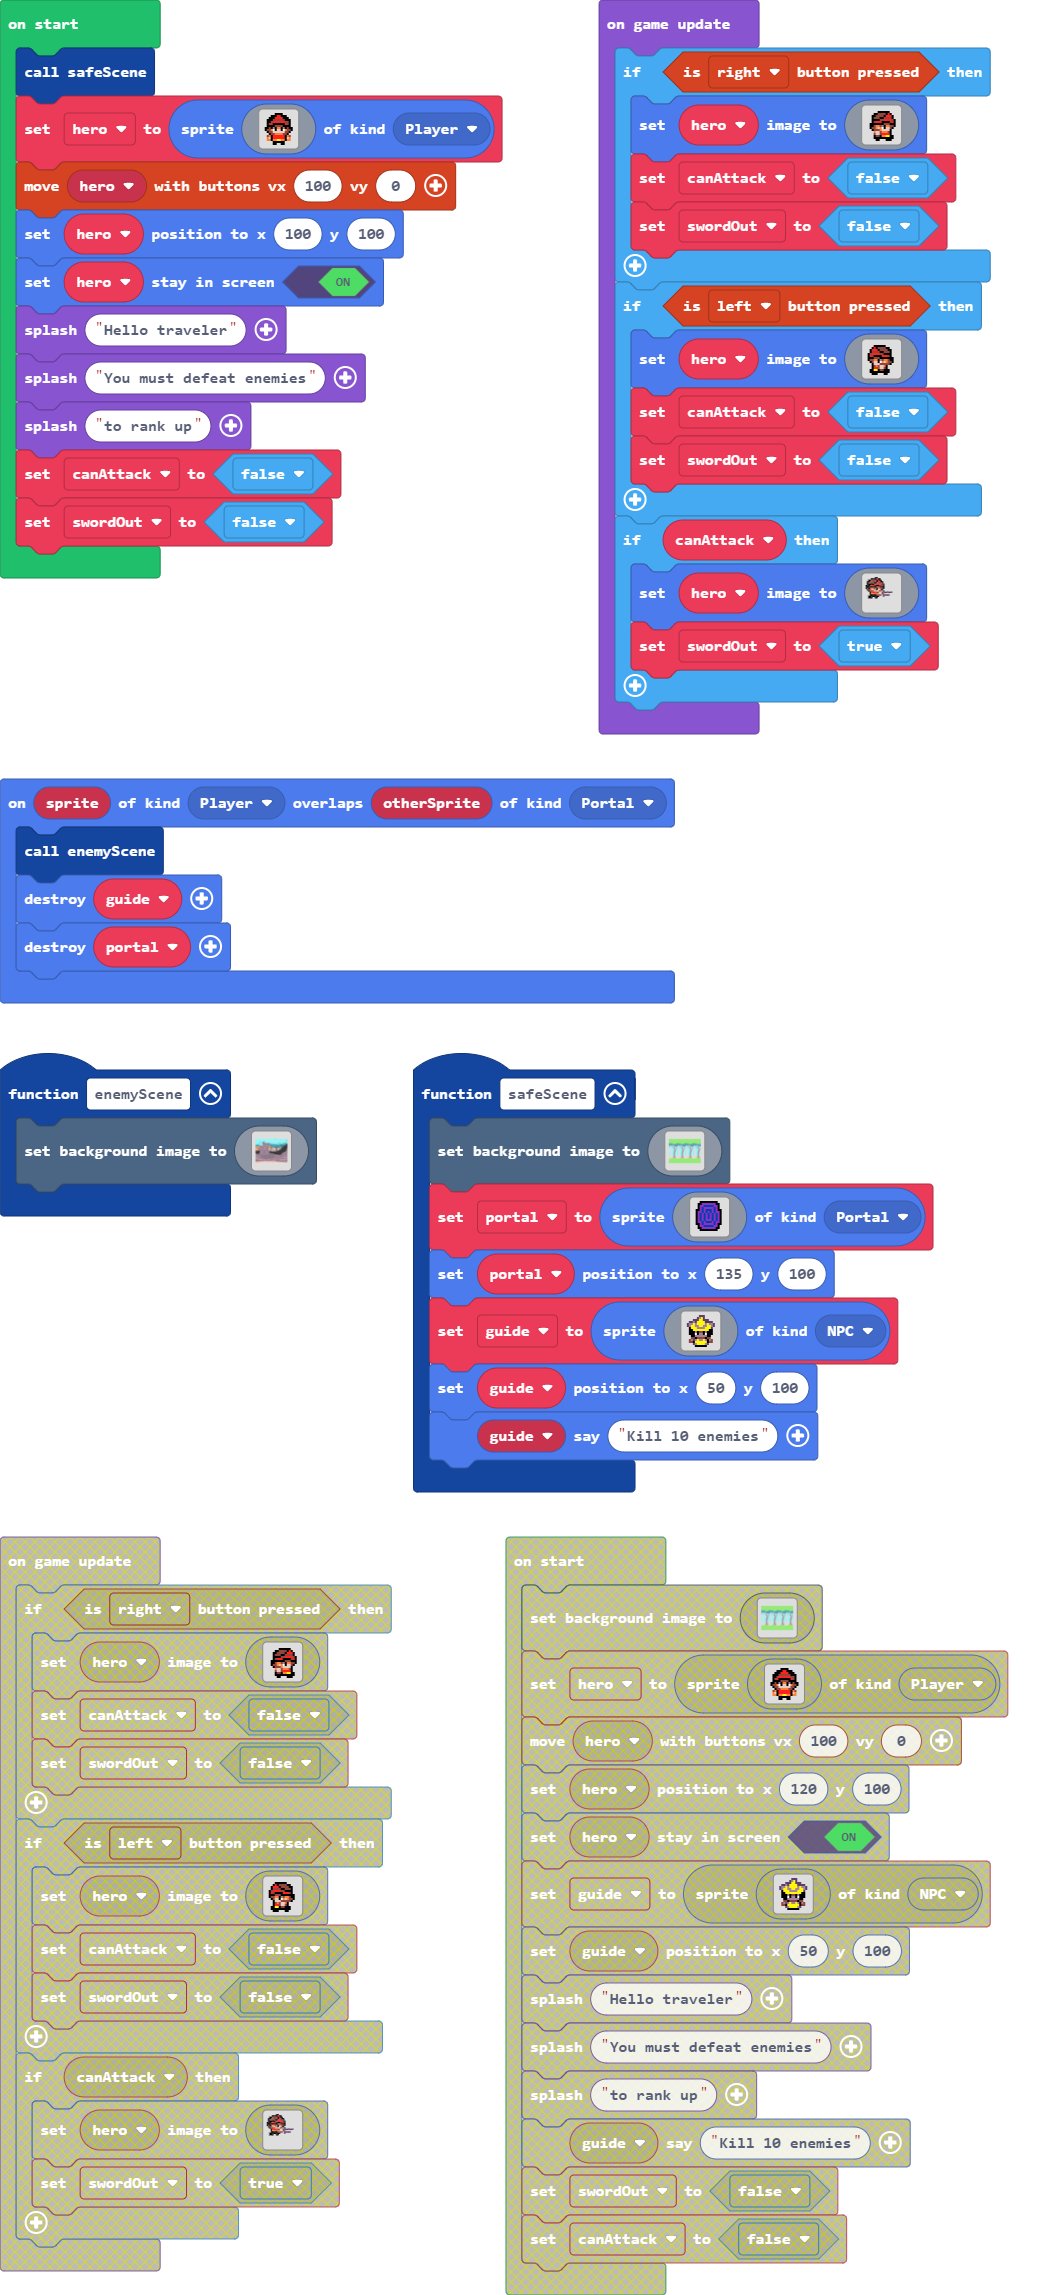 on start
call safeScene
set hero to sprite of kind Player
move hero with buttons vx 100 vy 0
set hero position to x 100 y 100
set hero stay in screen ON
splash "Hello traveler"
splash "You must defeat enemies"
splash "to rank up"
set canAttack to false
set swordOut to false
on game update
if is right button pressed then
set hero image to
set canAttack to false
set swordOut to false
if is left button pressed then
set hero image to
set canAttack to false
set swordOut to false
if canAttack then
set hero image to
set swordOut to true
on sprite of kind Player overlaps otherSprite of kind Portal
call enemyScene
destroy guide
destroy portal
function enemyScene
set background image to
function safeScene
set background image to
set portal to sprite of kind Portal
set portal position to x 135 y 100
set guide to sprite of kind NPC
set guide position to x 50 y 100
guide say "Kill 10 enemies"
on game update
if is right button pressed then
set hero image to
set canAttack to false
set swordOut to false
if is left button pressed then
set hero image to
set canAttack to false
set swordOut to false
if canAttack then
set hero image to
set swordOut to true
on start
set background image to
set hero to sprite of kind Player
move hero with buttons vx 100 vy 0
set hero position to x 120 y 100
set hero stay in screen ON
set guide to sprite of kind NPC
set guide position to x 50 y 100
splash "Hello traveler"
splash "You must defeat enemies"
splash "to rank up"
guide say "Kill 10 enemies"
set swordOut to false
set canAttack to false